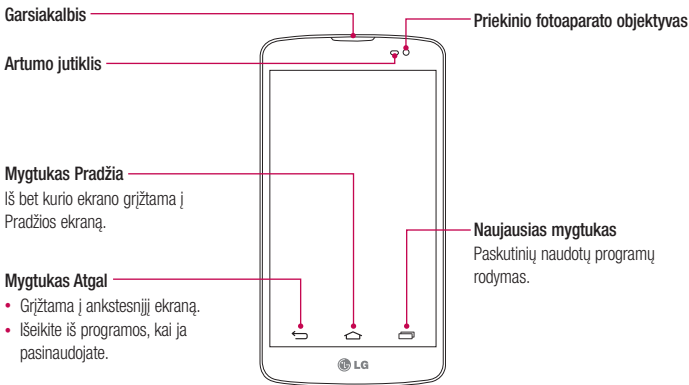 Garsiakalbis
Artumo jutiklis
Mygtukas Pradžia
Iš bet kurio ekrano grįžtama į
Pradžios ekraną.
Mygtukas Atgal
• Grįžtama į ankstesnįjį ekraną.
• Išeikite iš programos, kai ja
pasinaudojate.
Priekinio fotoaparato objektyvas
Naujausias mygtukas
Paskutinių naudotų programų
rodymas.
LG